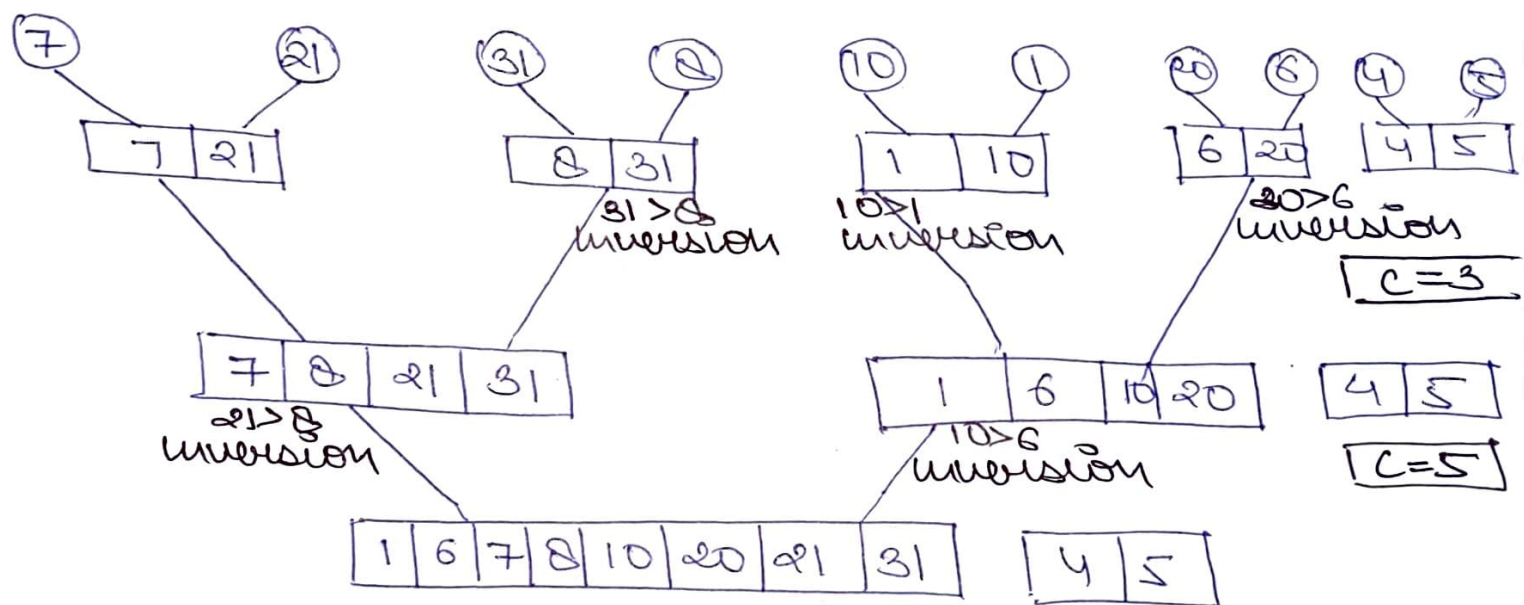 7 21 31 8 10 1 20 6 4 5
7 21 8 31 1 10 6 20 4 5
31>8 10>1 20>6
inversion inversion inversion
C=3
7 8 21 31 1 6 10 20 4 5
21>8 10>6
inversion inversion
C=5
1 6 7 8 10 20 21 31 4 5